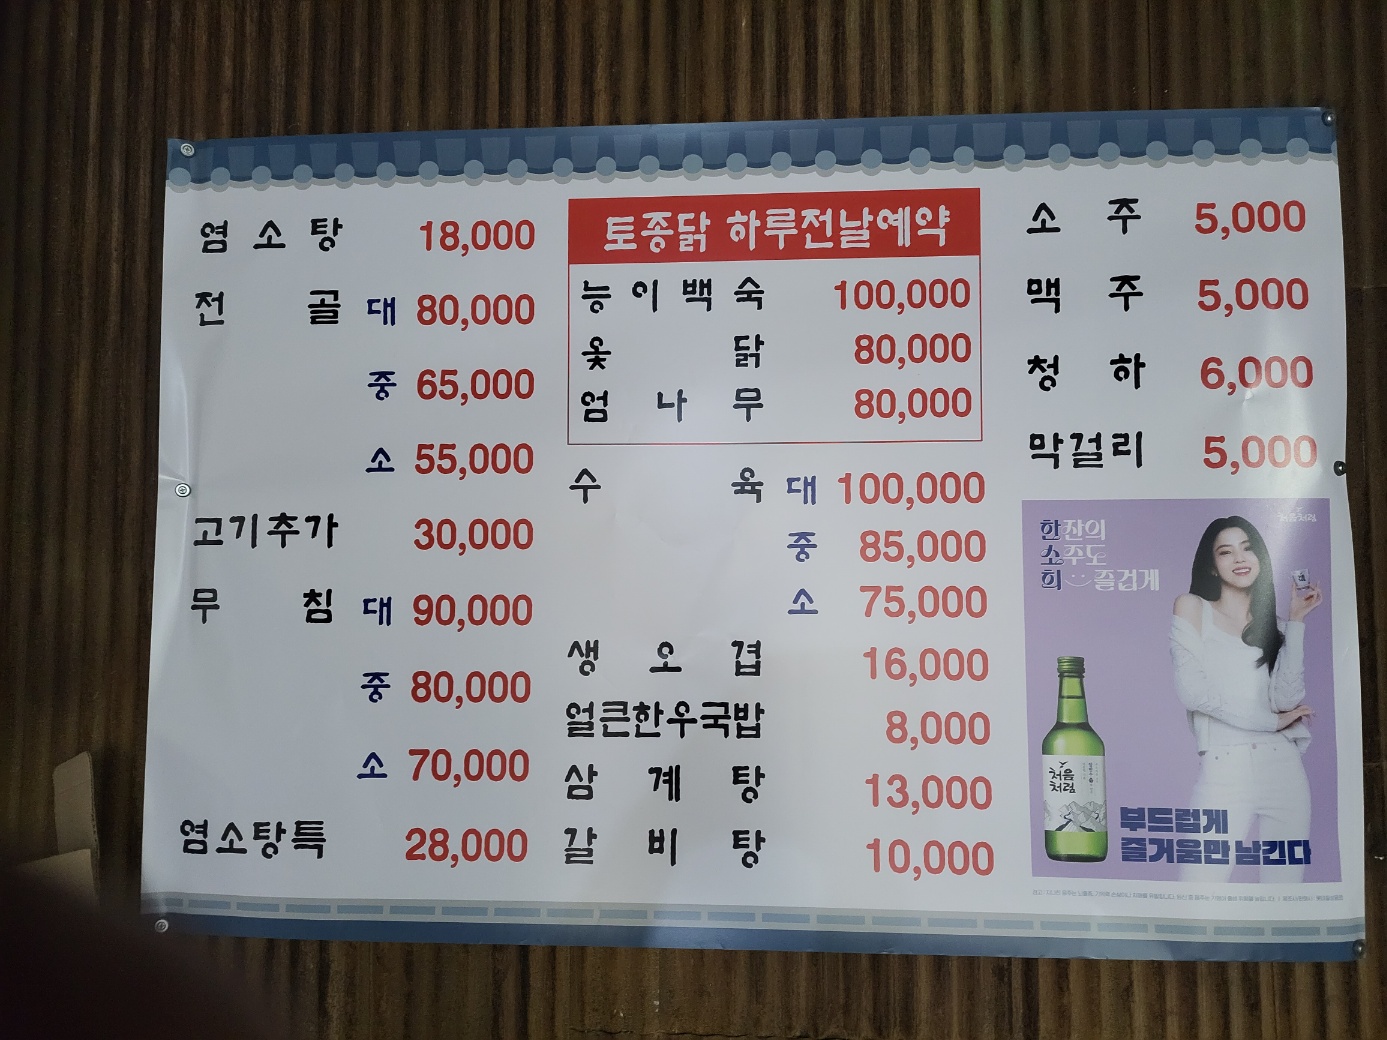 염소탕 18,000
전골 대 80,000
중 65,000
소 55,000
고기추가 30,000
무침 대 90,000
중 80,000
소 70,000
염소탕특 28,000
토종닭 하루전날예약
능이백숙 100,000
옻닭 80,000
엄나무 80,000
수육 대 100,000
중 85,000
소 75,000
생오겹 16,000
얼큰한우국밥 8,000
삼계탕 13,000
갈비탕 10,000
소주 5,000
맥주 5,000
청하 6,000
막걸리 5,000
처음처럼
한잔의
소주도
희 즐겁게
처음
처럼
부드럽게
즐거움만 남긴다